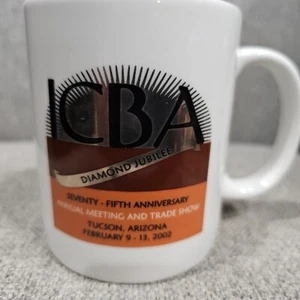 ICBA
DIAMOND JUBILEE
SEVENTY - FIFTH ANNIVERSARY
ANNUAL MEETING AND TRADE SHOW
TUCSON, ARIZONA
FEBRUARY 9 - 13, 2002